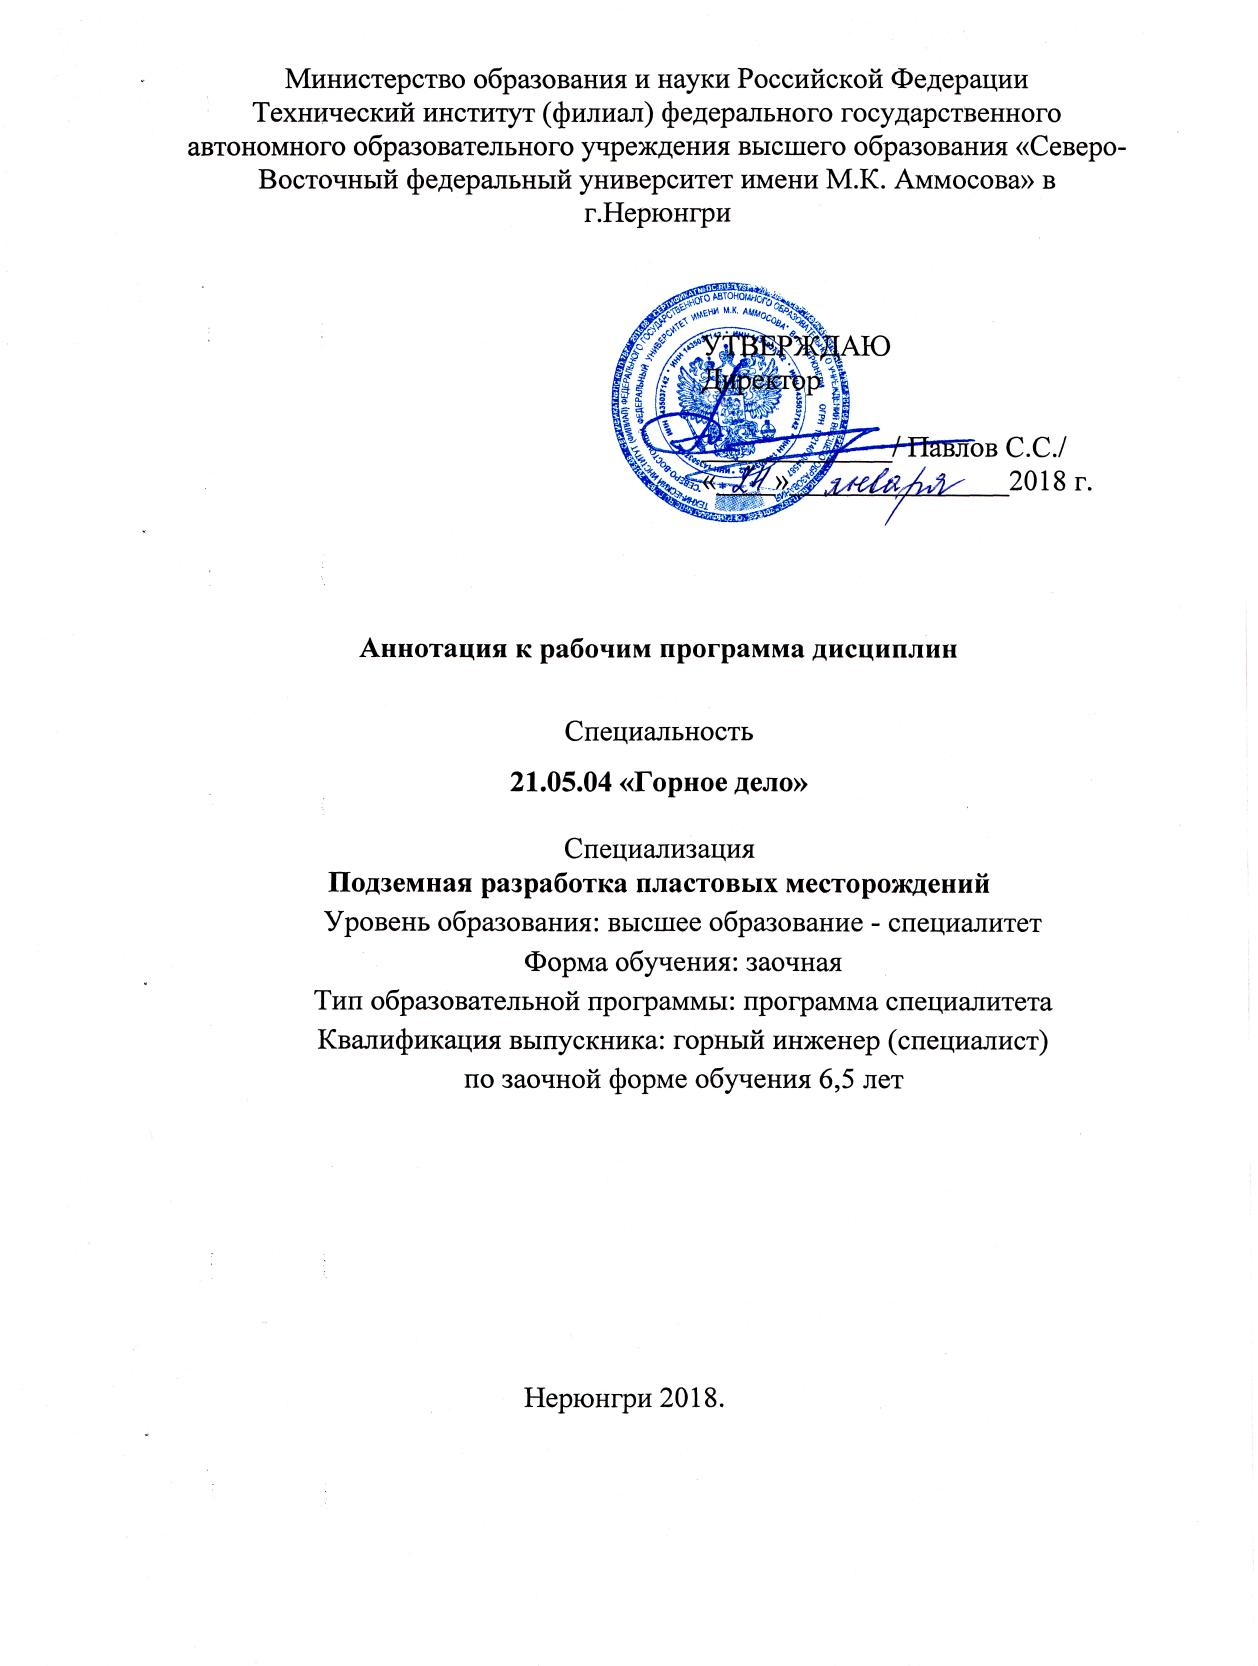 Министерство образования и науки Российской Федерации
Технический институт (филиал) федерального государственного
автономного образовательного учреждения высшего образования «Северо-
Восточный федеральный университет имени М.К. Аммосова» в
г.Нерюнгри
УТВЕРЖДАЮ
Директор
/ Павлов С.С./
« » января 2018 г.
Аннотация к рабочим программа дисциплин
Специальность
21.05.04 «Горное дело»
Специализация
Подземная разработка пластовых месторождений
Уровень образования: высшее образование - специалитет
Форма обучения: заочная
Тип образовательной программы: программа специалитета
Квалификация выпускника: горный инженер (специалист)
по заочной форме обучения 6,5 лет
Нерюнгри 2018.